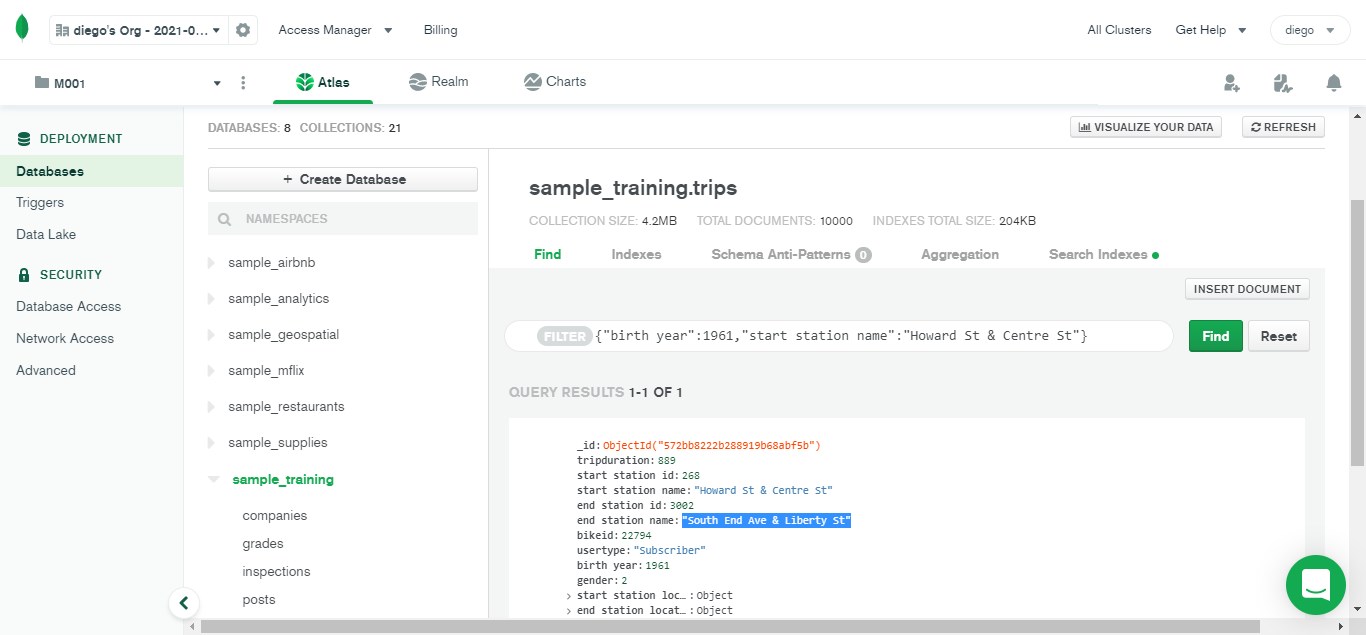 diego's Org - 2021-0...
Access Manager
Billing
All Clusters
Get Help
diego
M001
Atlas
Realm
Charts
DEPLOYMENT
Databases
Triggers
Data Lake
SECURITY
Database Access
Network Access
Advanced
DATABASES: 8 COLLECTIONS: 21
VISUALIZE YOUR DATA
REFRESH
+ Create Database
NAMESPACES
sample_airbnb
sample_analytics
sample_geospatial
sample_mflix
sample_restaurants
sample_supplies
sample_training
companies
grades
inspections
posts
sample_training.trips
COLLECTION SIZE: 4.2MB TOTAL DOCUMENTS: 10000 INDEXES TOTAL SIZE: 204KB
Find
Indexes
Schema Anti-Patterns 0
Aggregation
Search Indexes
INSERT DOCUMENT
FILTER {"birth year":1961,"start station name":"Howard St & Centre St"}
Find
Reset
QUERY RESULTS 1-1 OF 1
_id: ObjectId("572bb8222b288919b68abf5b")
tripduration: 889
start station id: 268
start station name: "Howard St & Centre St"
end station id: 3002
end station name: "South End Ave & Liberty St"
bikeid: 22794
usertype: "Subscriber"
birth year: 1961
gender: 2
start station loc… : Object
end station locat… : Object